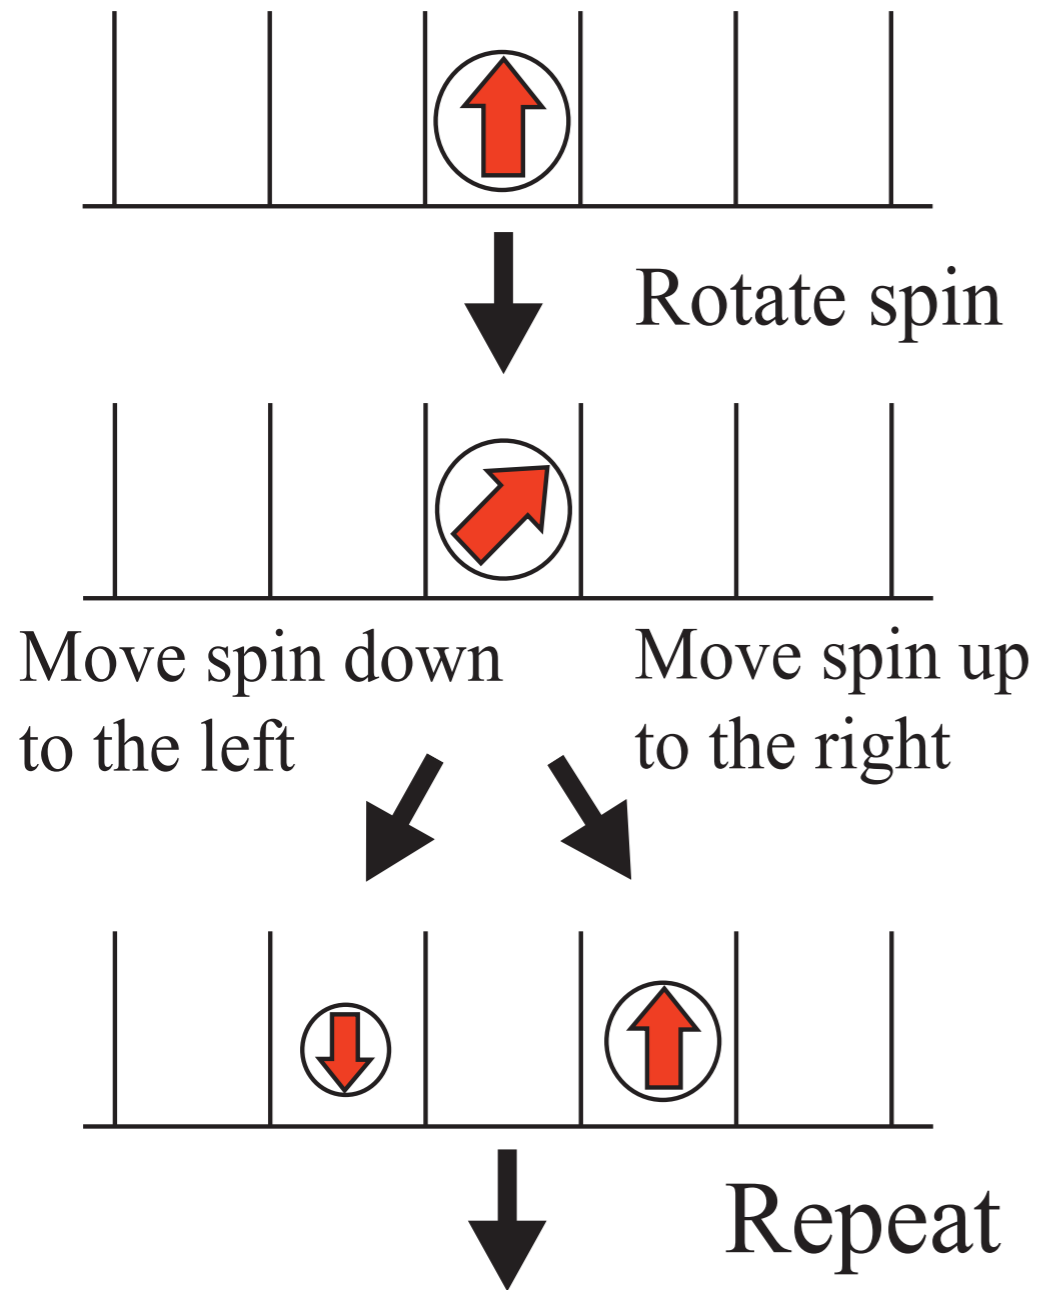 Rotate spin
Move spin down
to the left
Move spin up
to the right
Repeat